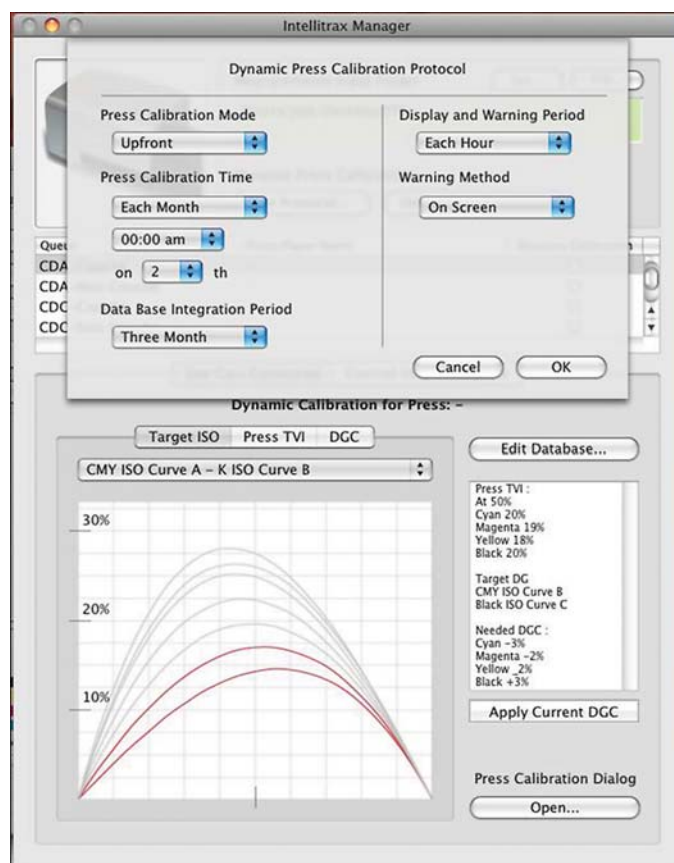 Intellitrax Manager
Dynamic Press Calibration Protocol
Press Calibration Mode
Upfront
Press Calibration Time
Each Month
00:00 am
on 2 th
Data Base Integration Period
Three Month
Display and Warning Period
Each Hour
Warning Method
On Screen
Cancel OK
CDA
CDA
CDC
CDC
Dynamic Calibration for Press: –
Target ISO Press TVI DGC
CMY ISO Curve A – K ISO Curve B
30%
20%
10%
Edit Database...
Press TVI :
At 50%
Cyan 20%
Magenta 19%
Yellow 18%
Black 20%
Target DG
CMY ISO Curve B
Black ISO Curve C
Needed DGC :
Cyan –3%
Magenta –2%
Yellow _2%
Black +3%
Apply Current DGC
Press Calibration Dialog
Open...